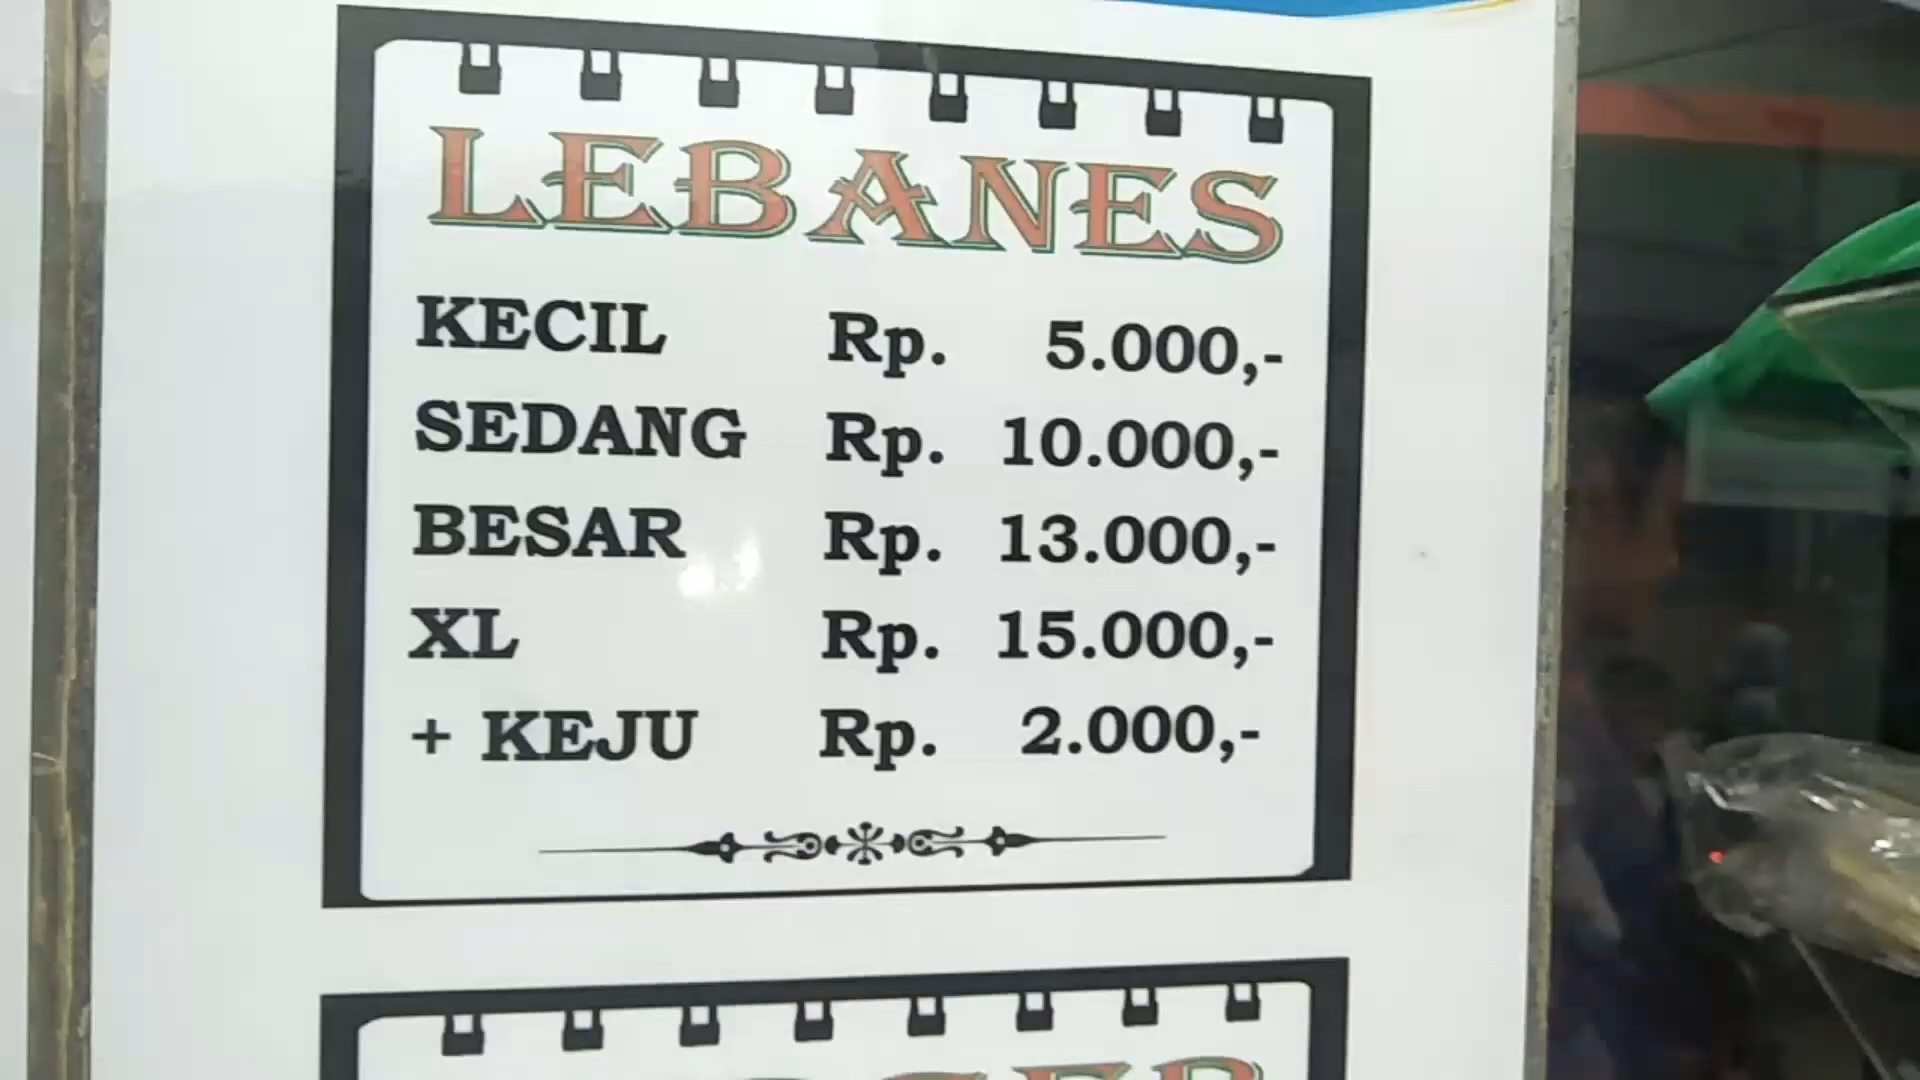 LEBANES
KECIL Rp. 5.000,-
SEDANG Rp. 10.000,-
BESAR Rp. 13.000,-
XL Rp. 15.000,-
+ KEJU Rp. 2.000,-